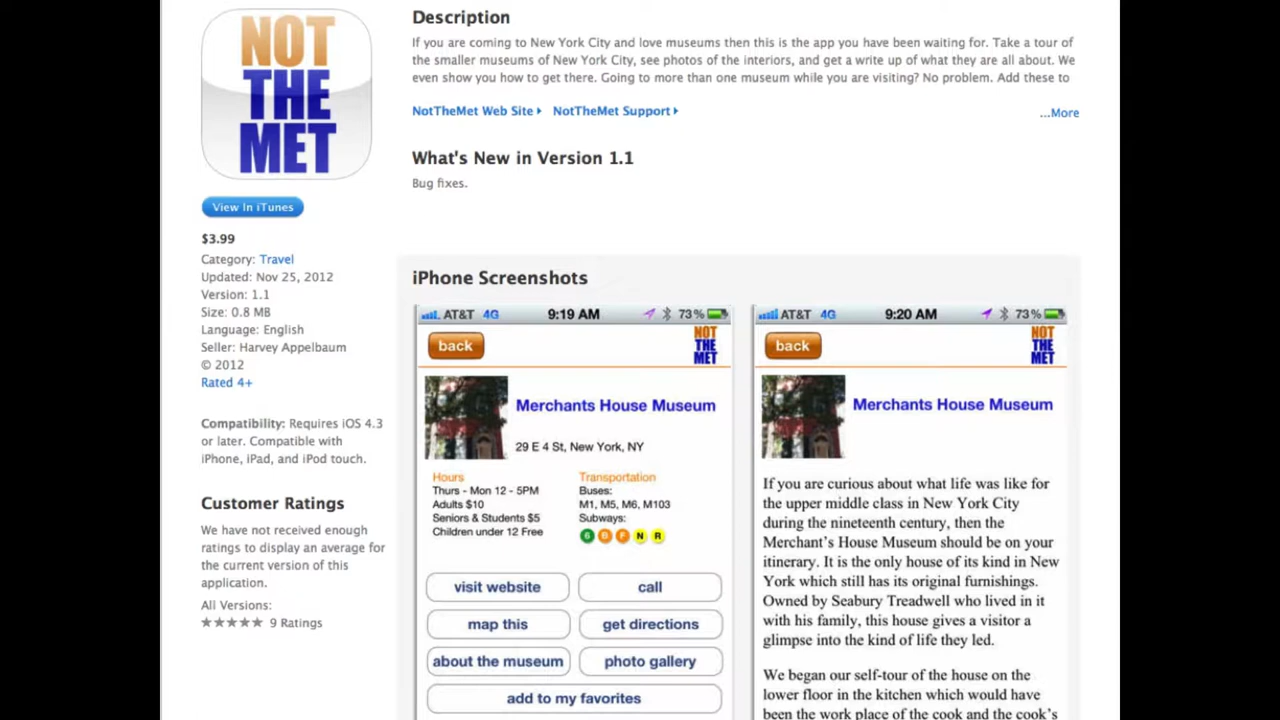 NOT
THE
MET
View In iTunes
$3.99
Category: Travel
Updated: Nov 25, 2012
Version: 1.1
Size: 0.8 MB
Language: English
Seller: Harvey Appelbaum
© 2012
Rated 4+
Compatibility: Requires iOS 4.3
or later. Compatible with
iPhone, iPad, and iPod touch.
Customer Ratings
We have not received enough
ratings to display an average for
the current version of this
application.
All Versions:
★★★★★ 9 Ratings
Description
If you are coming to New York City and love museums then this is the app you have been waiting for. Take a tour of
the smaller museums of New York City, see photos of the interiors, and get a write up of what they are all about. We
even show you how to get there. Going to more than one museum while you are visiting? No problem. Add these to
NotTheMet Web Site NotTheMet Support ...More
What's New in Version 1.1
Bug fixes.
iPhone Screenshots
AT&T 4G 9:19 AM 73%
back
NOT
THE
MET
Merchants House Museum
29 E 4 St, New York, NY
Hours
Thurs - Mon 12 - 5PM
Adults $10
Seniors & Students $5
Children under 12 Free
Transportation
Buses:
M1, M5, M6, M103
Subways:
6 B F N R
visit website call
map this get directions
about the museum photo gallery
add to my favorites
AT&T 4G 9:20 AM 73%
back
NOT
THE
MET
Merchants House Museum
If you are curious about what life was like for
the upper middle class in New York City
during the nineteenth century, then the
Merchant's House Museum should be on your
itinerary. It is the only house of its kind in New
York which still has its original furnishings.
Owned by Seabury Treadwell who lived in it
with his family, this house gives a visitor a
glimpse into the kind of life they led.
We began our self-tour of the house on the
lower floor in the kitchen which would have
been the work place of the cook and the cook's